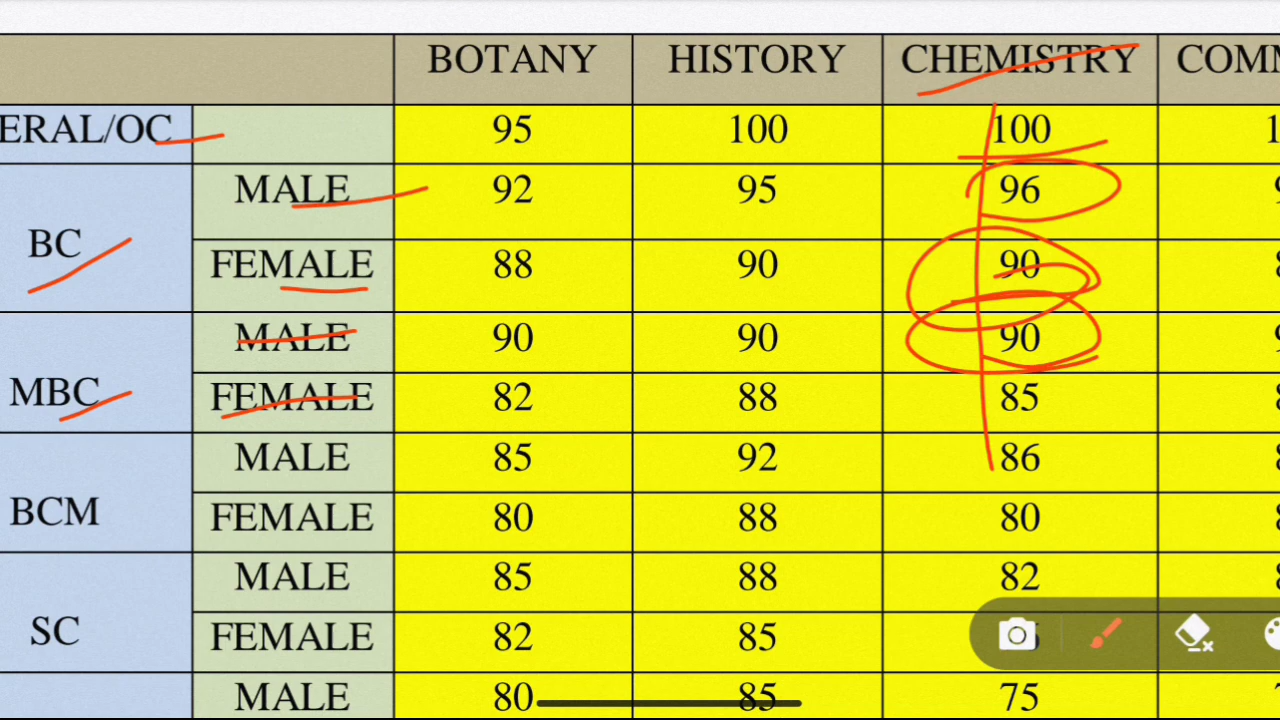 BOTANY HISTORY CHEMISTRY COM
ERAL/OC 95 100 100 1
BC MALE 92 95 96
FEMALE 88 90 90
MBC MALE 90 90 90
FEMALE 82 88 85
BCM MALE 85 92 86
FEMALE 80 88 80
SC MALE 85 88 82
FEMALE 82 85
MALE 80 85 75